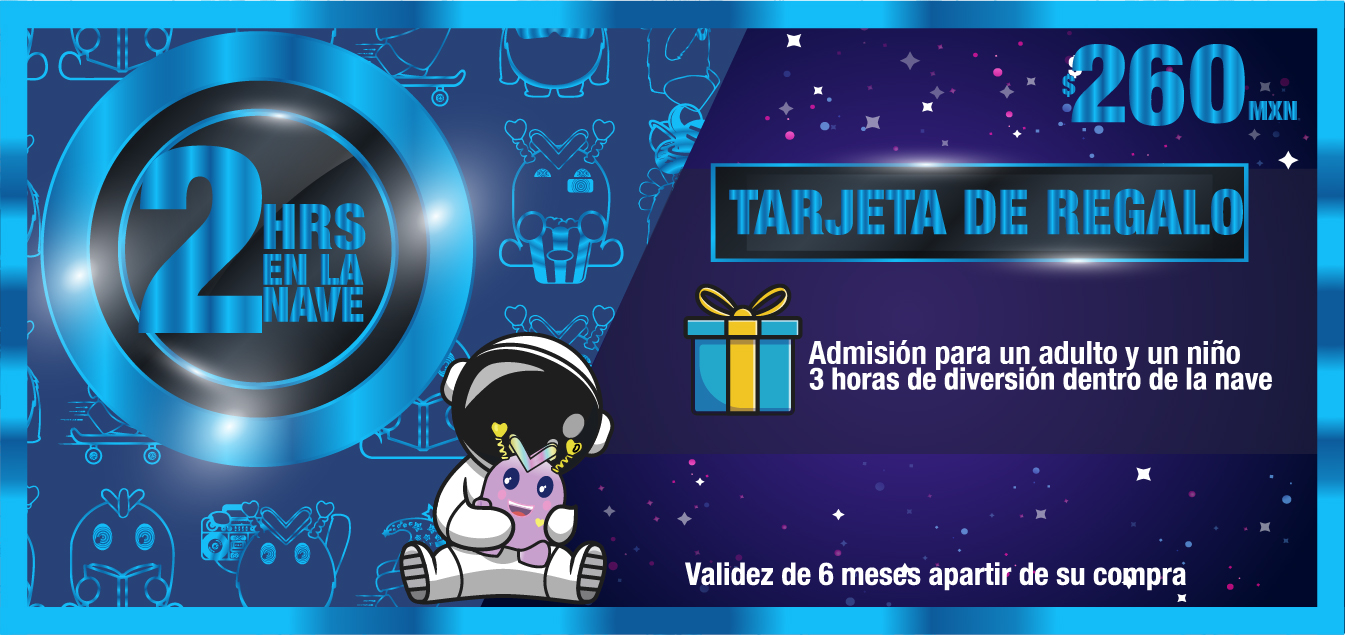 2
HRS
EN LA
NAVE
$260 MXN
TARJETA DE REGALO
Admisión para un adulto y un niño
3 horas de diversión dentro de la nave
Validez de 6 meses apartir de su compra